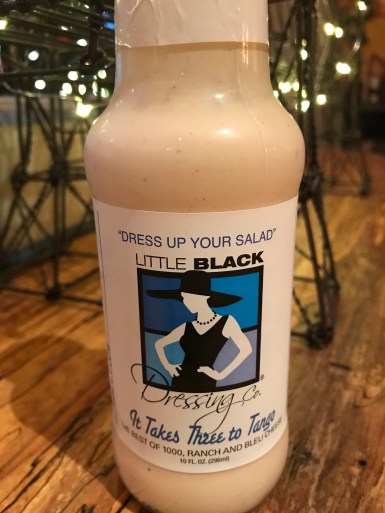 "DRESS UP YOUR SALAD"
LITTLE BLACK
Dressing Co.®
It Takes Three to Tango
THE BEST OF 1000, RANCH AND BLEU CHEESE
10 FL. OZ. (296ml)